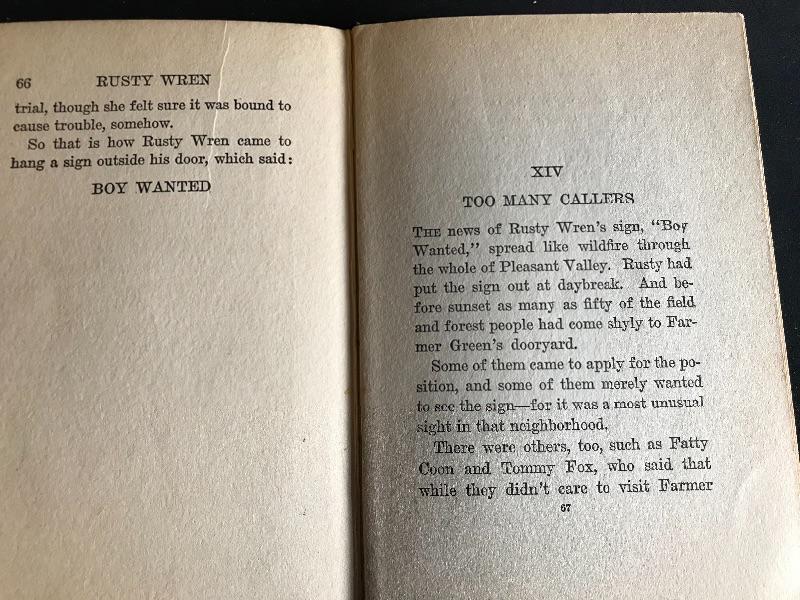 66 RUSTY WREN
trial, though she felt sure it was bound to
cause trouble, somehow.
So that is how Rusty Wren came to
hang a sign outside his door, which said:
BOY WANTED
XIV
TOO MANY CALLERS
THE news of Rusty Wren's sign, "Boy
Wanted," spread like wildfire through
the whole of Pleasant Valley. Rusty had
put the sign out at daybreak. And be-
fore sunset as many as fifty of the field
and forest people had come shyly to Far-
mer Green's dooryard.
Some of them came to apply for the po-
sition, and some of them merely wanted
to see the sign—for it was a most unusual
sight in that neighborhood.
There were others, too, such as Fatty
Coon and Tommy Fox, who said that
while they didn't care to visit Farmer
67